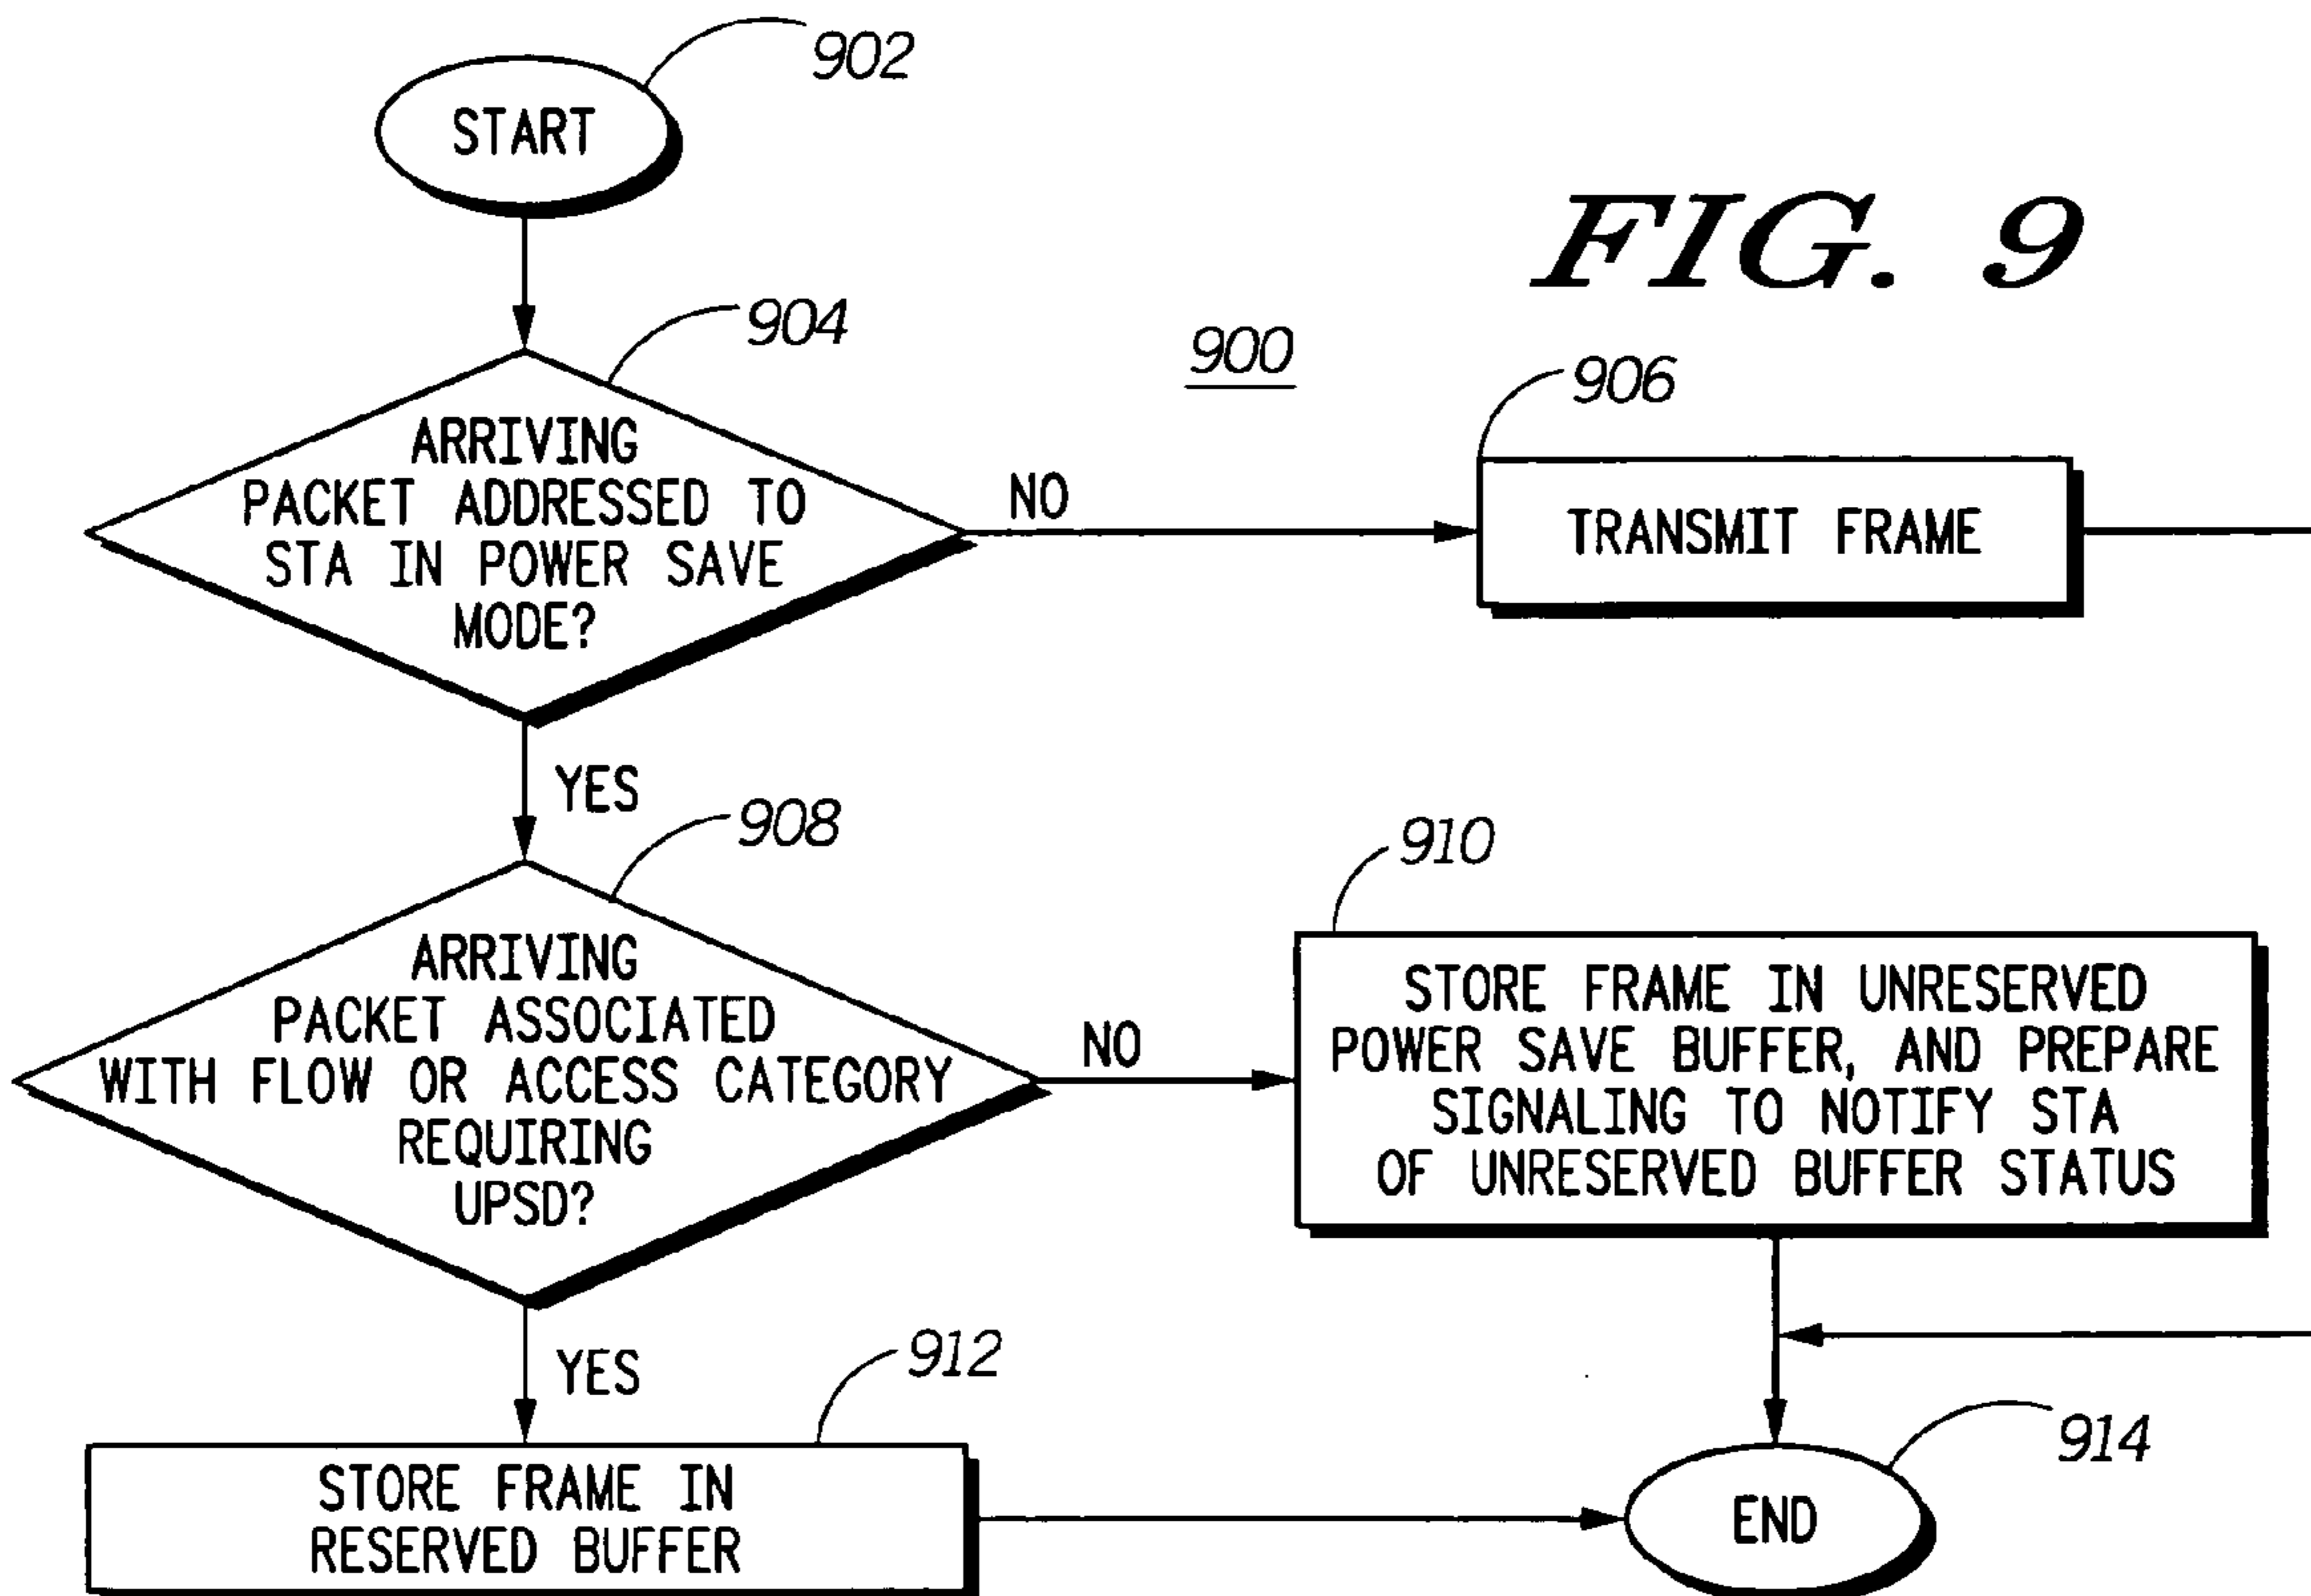 902
START
FIG. 9
904
900
906
ARRIVING
PACKET ADDRESSED TO
STA IN POWER SAVE
MODE?
NO
TRANSMIT FRAME
YES
908
910
ARRIVING
PACKET ASSOCIATED
WITH FLOW OR ACCESS CATEGORY
REQUIRING
UPSD?
NO
STORE FRAME IN UNRESERVED
POWER SAVE BUFFER, AND PREPARE
SIGNALING TO NOTIFY STA
OF UNRESERVED BUFFER STATUS
YES
912
914
STORE FRAME IN
RESERVED BUFFER
END